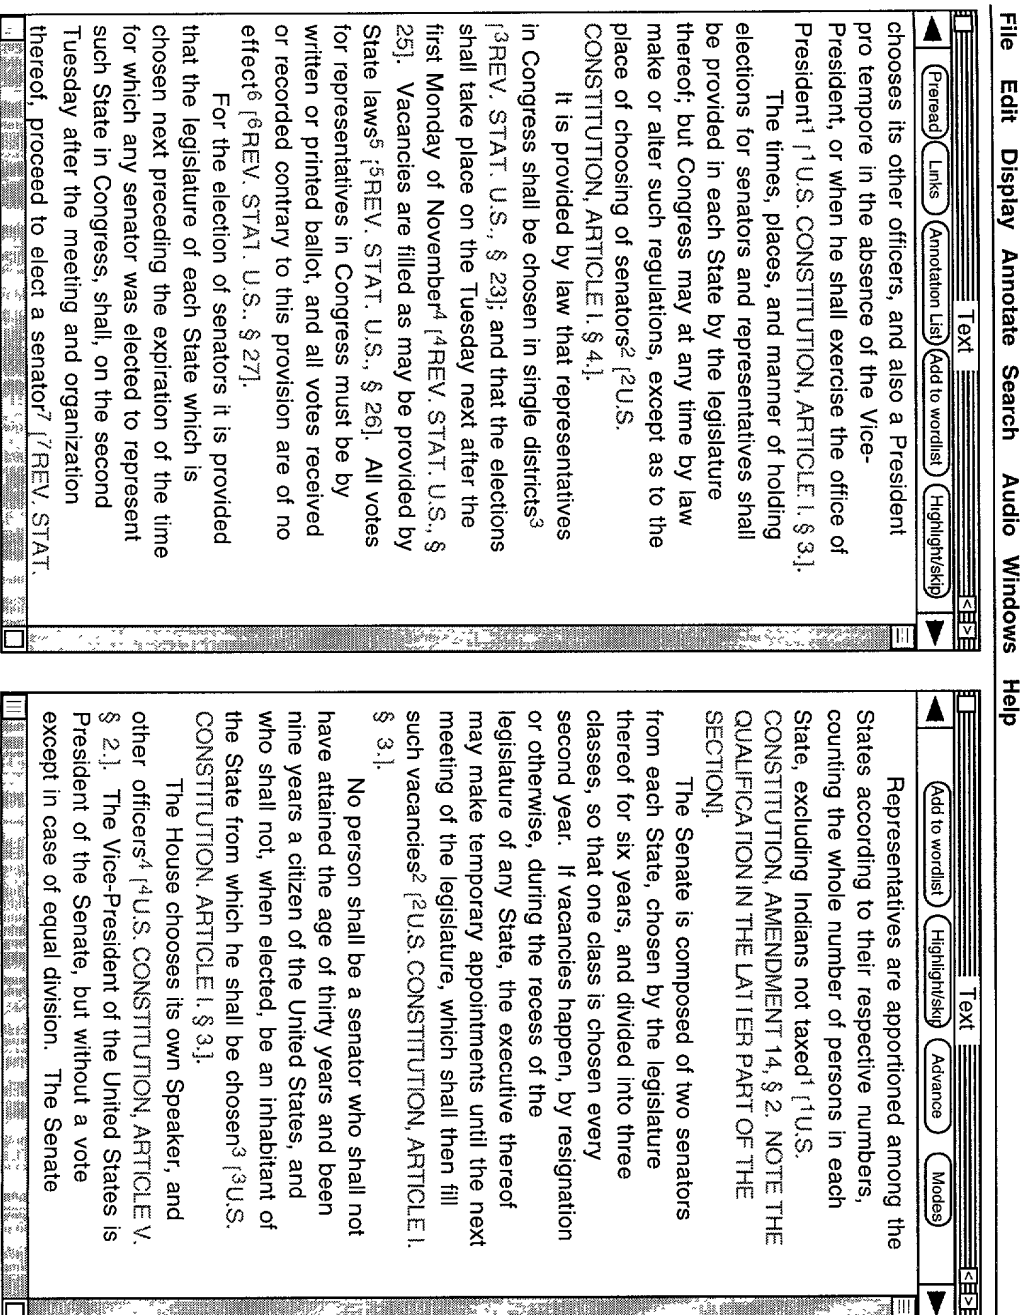 File Edit Display Annotate Search Audio Windows Help
Text
Preread Links Annotation List Add to wordlist Highlight/skip
chooses its other officers, and also a President
pro tempore in the absence of the Vice-
President, or when he shall exercise the office of
President¹ [¹U.S. CONSTITUTION, ARTICLE I. § 3.].
The times, places, and manner of holding
elections for senators and representatives shall
be provided in each State by the legislature
thereof; but Congress may at any time by law
make or alter such regulations, except as to the
place of choosing of senators² [²U.S.
CONSTITUTION, ARTICLE I. § 4.].
It is provided by law that representatives
in Congress shall be chosen in single districts³
[³REV. STAT. U.S., § 23]; and that the elections
shall take place on the Tuesday next after the
first Monday of November⁴ [⁴REV. STAT. U.S., §
25]. Vacancies are filled as may be provided by
State laws⁵ [⁵REV. STAT. U.S., § 26]. All votes
for representatives in Congress must be by
written or printed ballot, and all votes received
or recorded contrary to this provision are of no
effect⁶ [⁶REV. STAT. U.S.. § 27].
For the election of senators it is provided
that the legislature of each State which is
chosen next preceding the expiration of the time
for which any senator was elected to represent
such State in Congress, shall, on the second
Tuesday after the meeting and organization
thereof, proceed to elect a senator⁷ [⁷REV. STAT.
Text
Add to wordlist Highlight/skip Advance Modes
Representatives are apportioned among the
States according to their respective numbers,
counting the whole number of persons in each
State, excluding Indians not taxed¹ [¹U.S.
CONSTITUTION, AMENDMENT 14, § 2. NOTE THE
QUALIFICATION IN THE LATTER PART OF THE
SECTION].
The Senate is composed of two senators
from each State, chosen by the legislature
thereof for six years, and divided into three
classes, so that one class is chosen every
second year. If vacancies happen, by resignation
or otherwise, during the recess of the
legislature of any State, the executive thereof
may make temporary appointments until the next
meeting of the legislature, which shall then fill
such vacancies² [²U.S. CONSTITUTION, ARTICLE I.
§ 3.].
No person shall be a senator who shall not
have attained the age of thirty years and been
nine years a citizen of the United States, and
who shall not, when elected, be an inhabitant of
the State from which he shall be chosen³ [³U.S.
CONSTITUTION. ARTICLE I. § 3.].
The House chooses its own Speaker, and
other officers⁴ [⁴U.S. CONSTITUTION, ARTICLE V.
§ 2.]. The Vice-President of the United States is
President of the Senate, but without a vote
except in case of equal division. The Senate